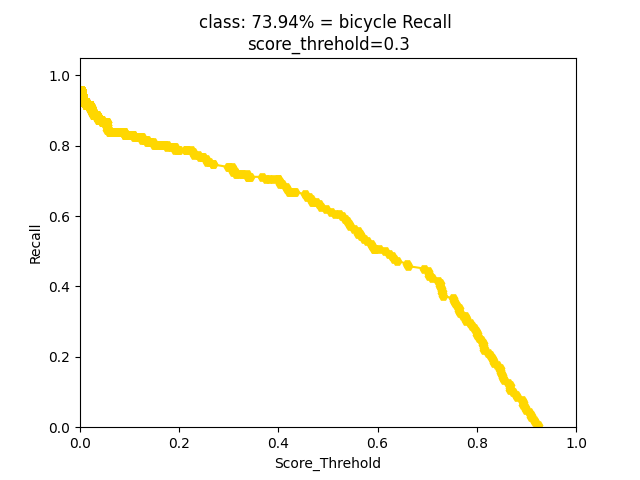 class: 73.94% = bicycle Recall
score_threhold=0.3
1.0
0.8
0.6
0.4
0.2
0.0
Recall
0.0 0.2 0.4 0.6 0.8 1.0
Score_Threhold